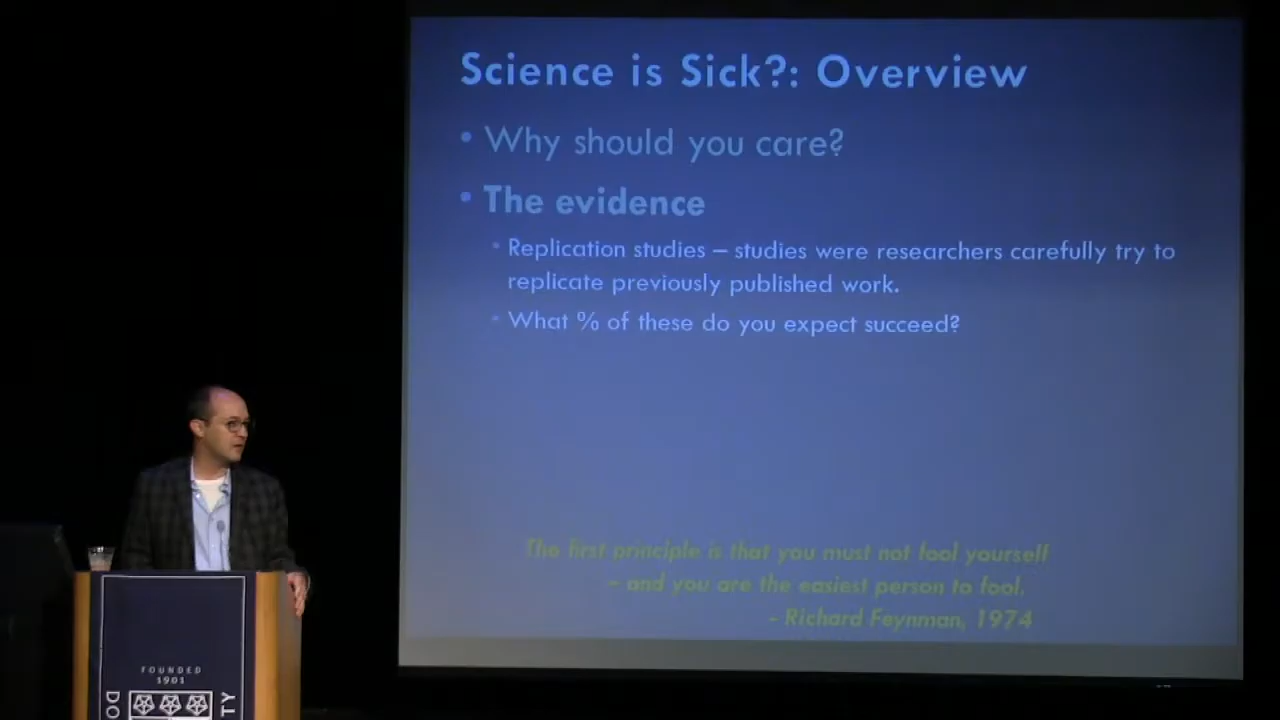 Science is Sick?: Overview
• Why should you care?
• The evidence
• Replication studies – studies were researchers carefully try to
replicate previously published work.
• What % of these do you expect succeed?
The first principle is that you must not fool yourself
– and you are the easiest person to fool.
- Richard Feynman, 1974
FOUNDED
1901
DO
TY